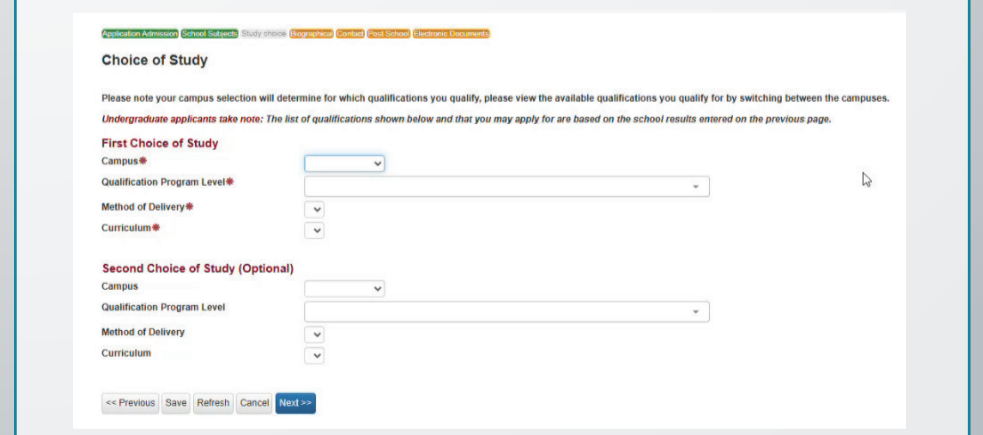 Application Admission School Subjects Study choice Biographical Contact Post School Electronic Documents
Choice of Study
Please note your campus selection will determine for which qualifications you qualify, please view the available qualifications you qualify for by switching between the campuses.
Undergraduate applicants take note: The list of qualifications shown below and that you may apply for are based on the school results entered on the previous page.
First Choice of Study
Campus*
Qualification Program Level*
Method of Delivery*
Curriculum*
Second Choice of Study (Optional)
Campus
Qualification Program Level
Method of Delivery
Curriculum
<< Previous Save Refresh Cancel Next >>